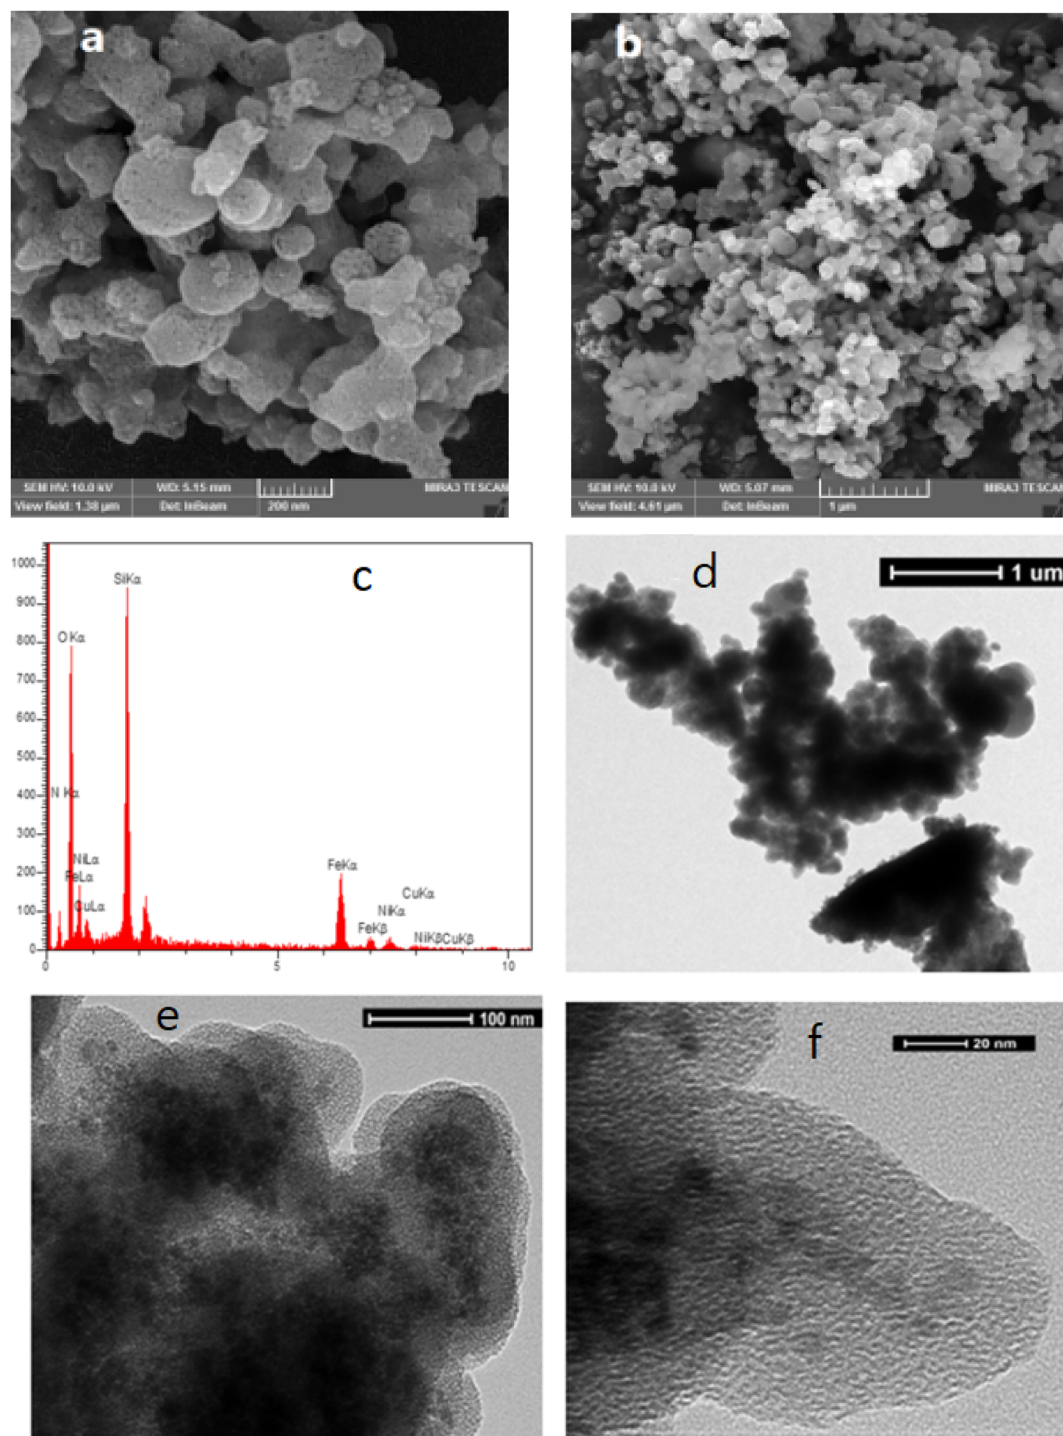 a
SEM HV: 10.0 kV WD: 5.15 mm MIRA3 TESCAN
View field: 1.38 µm Det: InBeam 200 nm
b
SEM HV: 10.0 kV WD: 5.07 mm MIRA3 TESCAN
View field: 4.61 µm Det: InBeam 1 µm
c
1000
900
800
700
600
500
400
300
200
100
0
SiKα
O Kα
N Kα
NiLα
FeLα
CuLα
FeKα
CuKα
NiKα
FeKβ
NiKβCuKβ
0 5 10
d
1 um
e
100 nm
f
20 nm